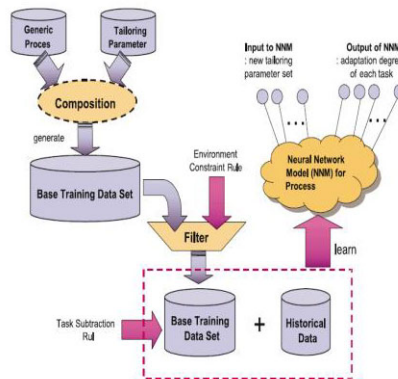 Generic
Proces
Tailoring
Parameter
Composition
generate
Base Training Data Set
Environment
Constraint Rule
Filter
Task Subtraction
Rul
Base Training
Data Set
+
Historical
Data
learn
Input to NNM
: new tailoring
parameter set
Output of NNM
: adaptation degree
of each task
...
...
Neural Network
Model (NNM) for
Process